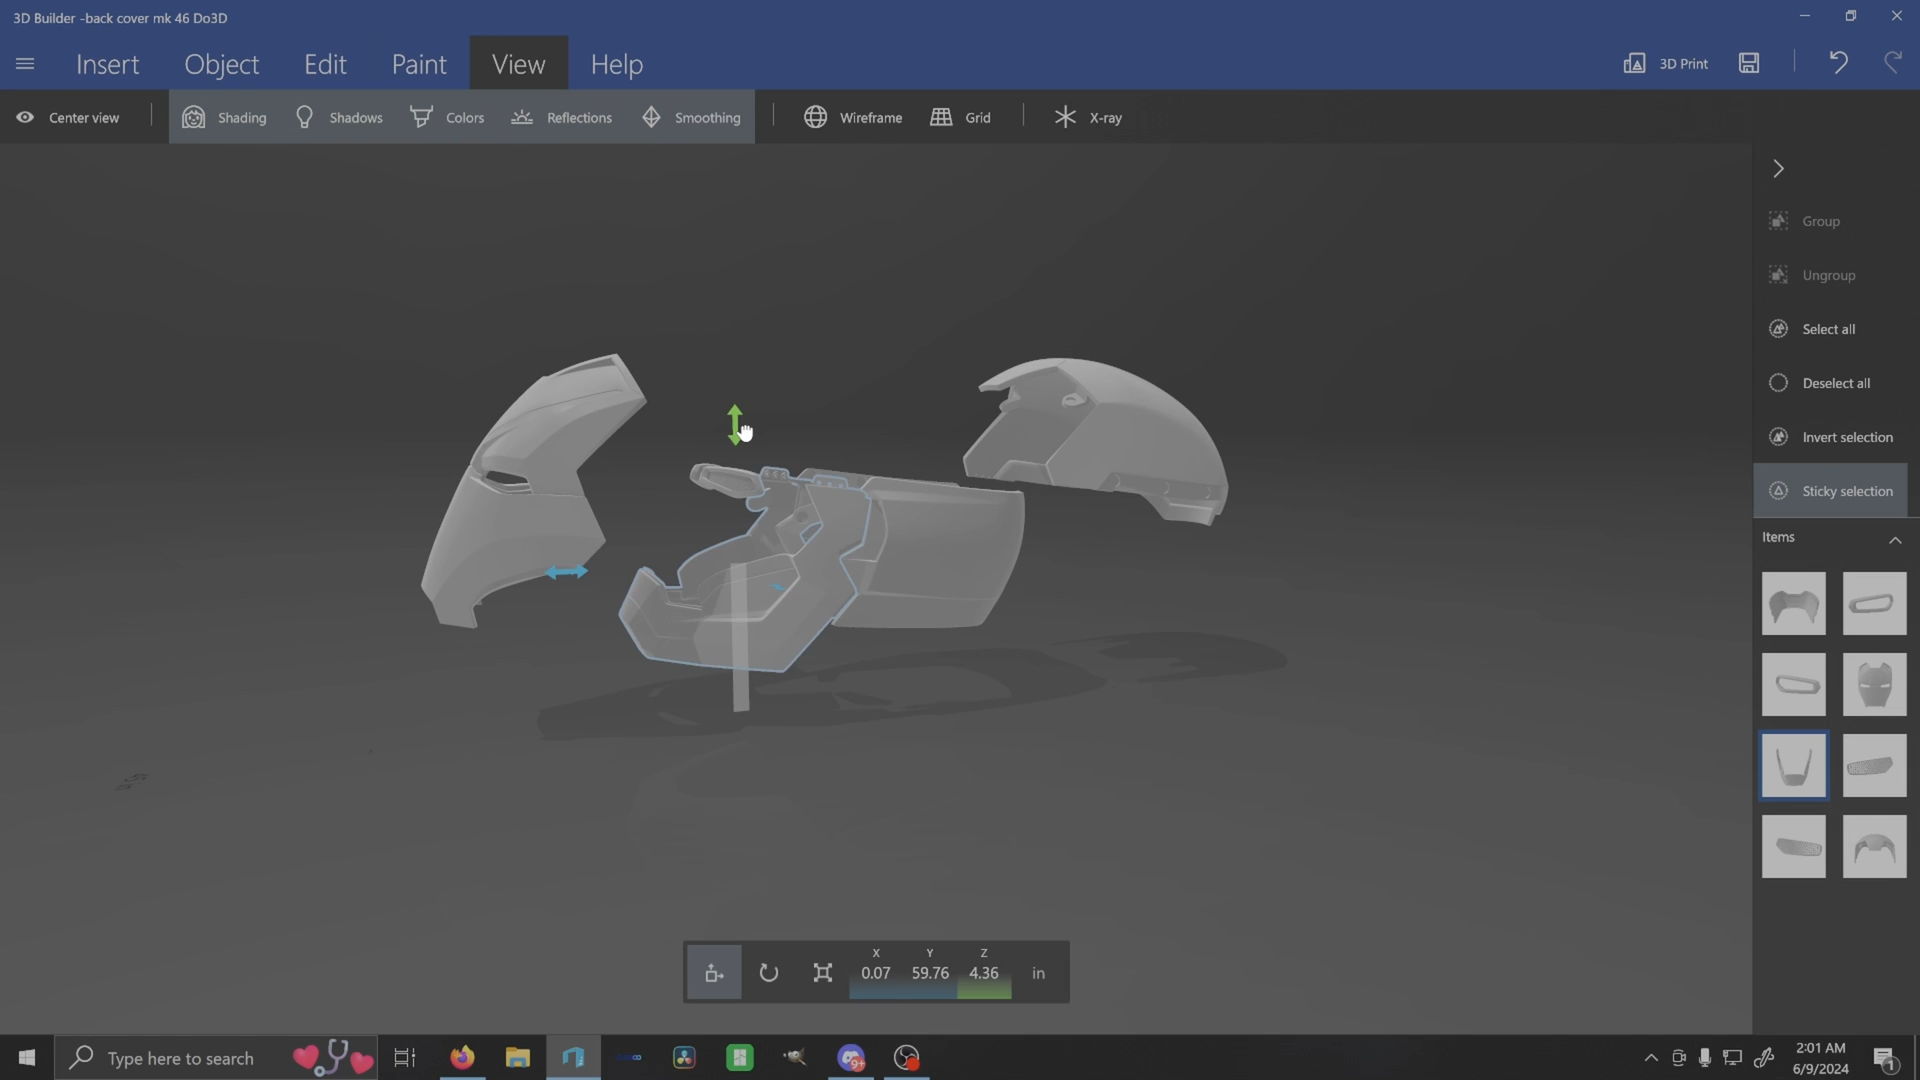 3D Builder -back cover mk 46 Do3D
Insert Object Edit Paint View Help 3D Print
Center view Shading Shadows Colors Reflections Smoothing Wireframe Grid X-ray
Group
Ungroup
Select all
Deselect all
Invert selection
Sticky selection
Items
X Y Z
0.07 59.76 4.36 in
Type here to search
9+
2:01 AM
6/9/2024
1